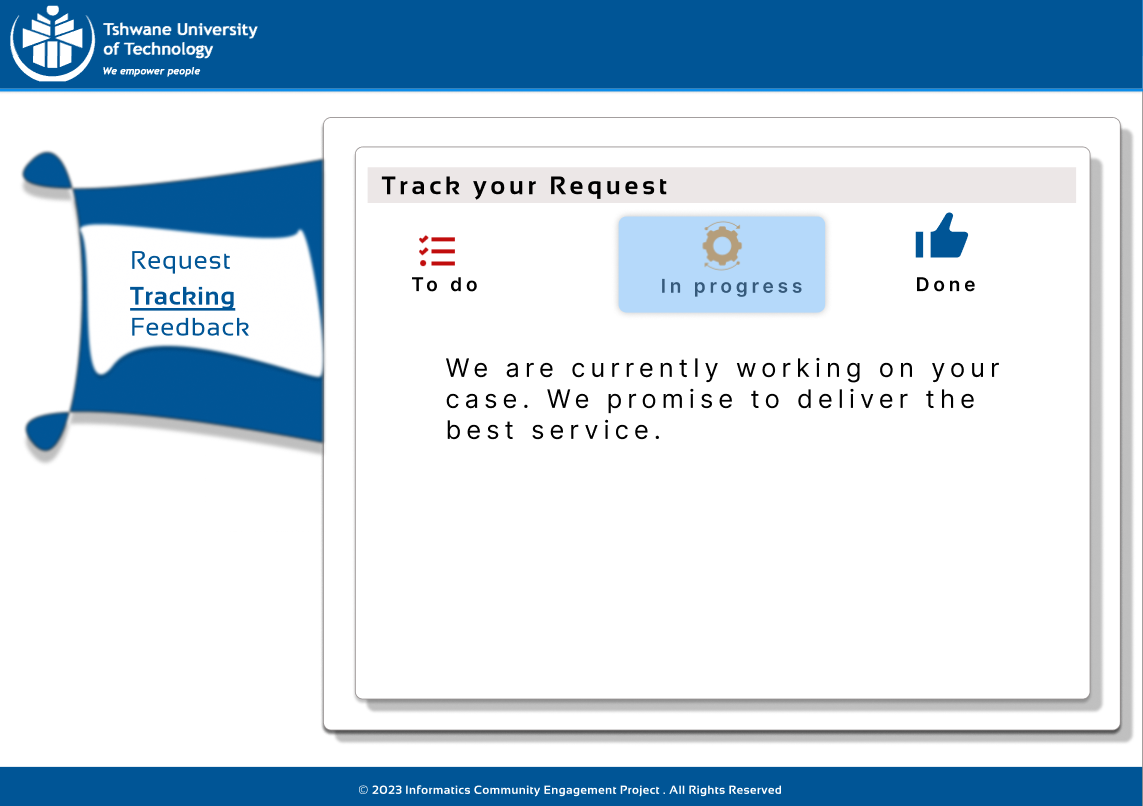 Tshwane University
of Technology
We empower people
Request
Tracking
Feedback
Track your Request
To do
In progress
Done
We are currently working on your
case. We promise to deliver the
best service.
© 2023 Informatics Community Engagement Project . All Rights Reserved